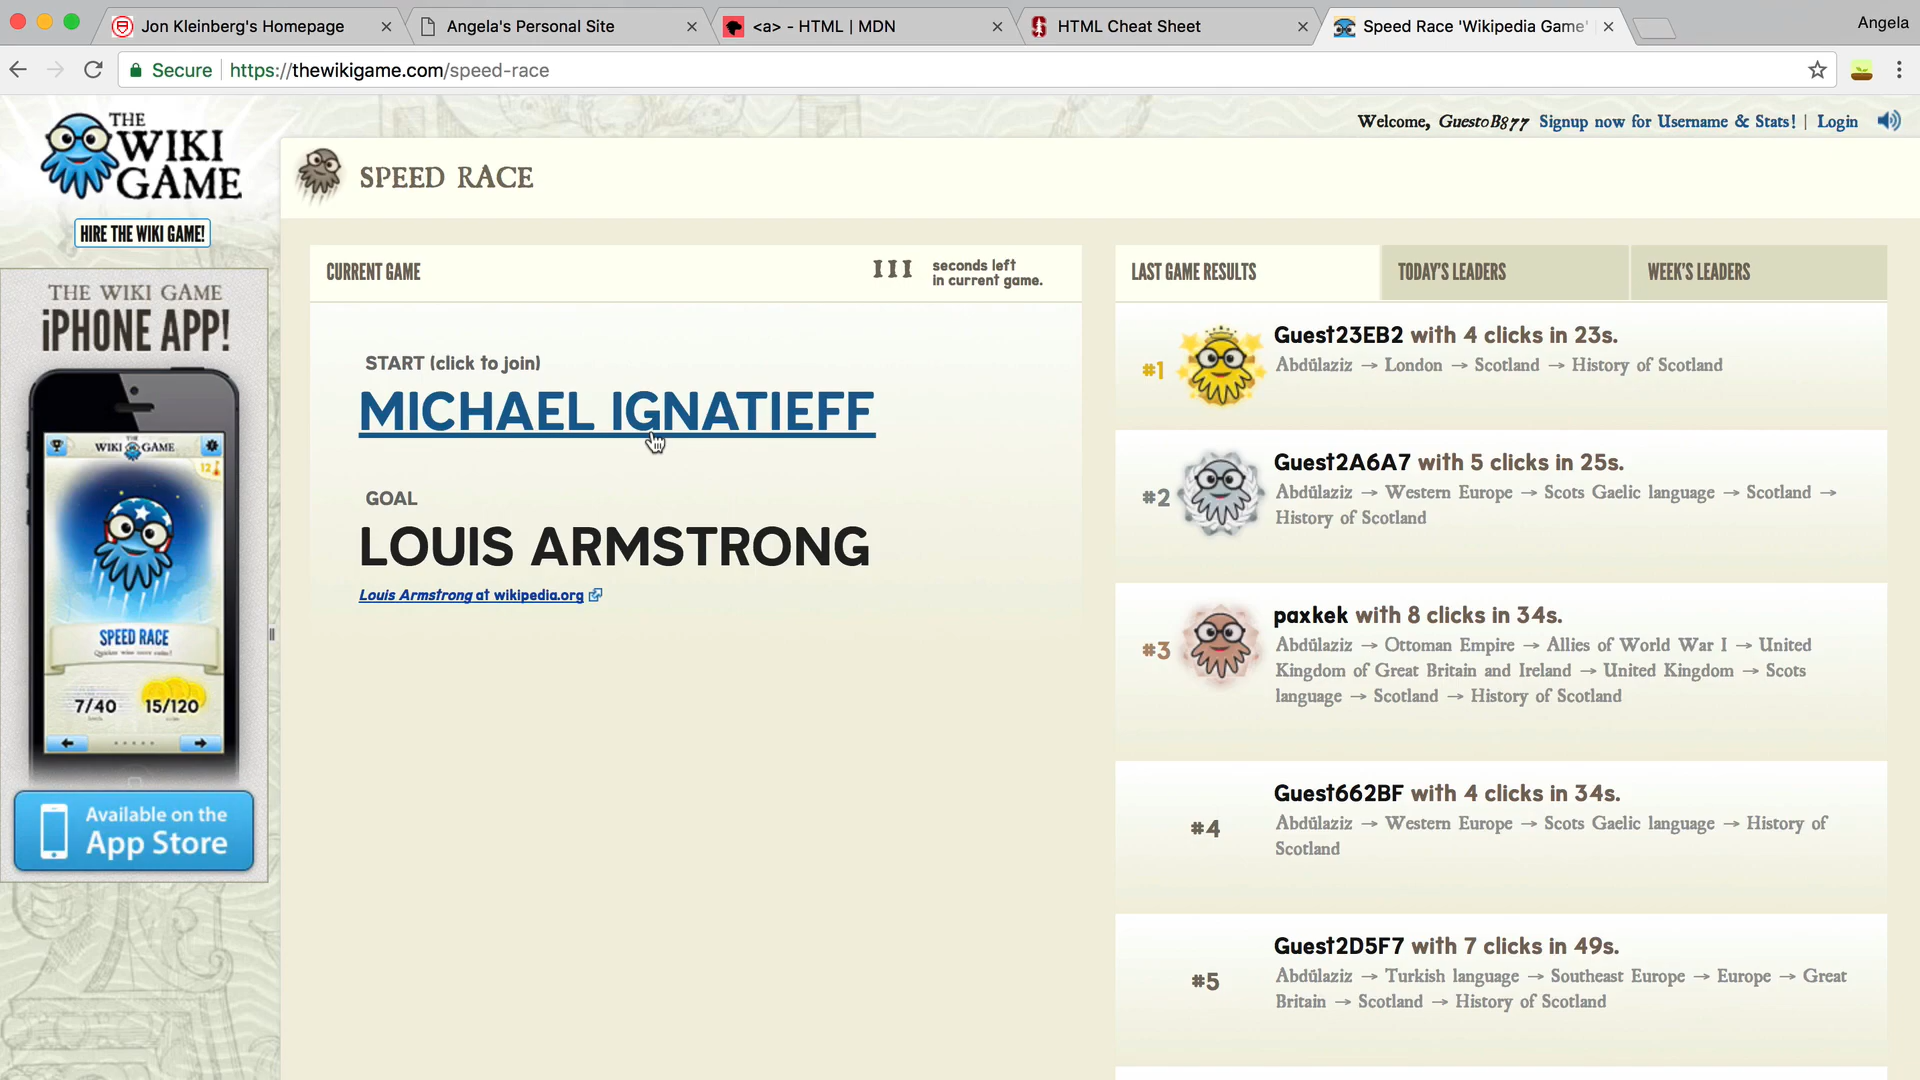 Jon Kleinberg's Homepage
Angela's Personal Site
<a> - HTML | MDN
HTML Cheat Sheet
Speed Race 'Wikipedia Game'
Angela
Secure
https://thewikigame.com/speed-race
THE
WIKI
GAME
HIRE THE WIKI GAME!
Welcome, Guest0B877 Signup now for Username & Stats! | Login
SPEED RACE
THE WIKI GAME
iPHONE APP!
WIKI GAME
12
SPEED RACE
7/40
15/120
Available on the
App Store
CURRENT GAME
111
seconds left
in current game.
START (click to join)
MICHAEL IGNATIEFF
GOAL
LOUIS ARMSTRONG
Louis Armstrong at wikipedia.org
LAST GAME RESULTS
TODAY'S LEADERS
WEEK'S LEADERS
#1
Guest23EB2 with 4 clicks in 23s.
Abdülaziz → London → Scotland → History of Scotland
#2
Guest2A6A7 with 5 clicks in 25s.
Abdülaziz → Western Europe → Scots Gaelic language → Scotland →
History of Scotland
#3
paxkek with 8 clicks in 34s.
Abdülaziz → Ottoman Empire → Allies of World War I → United
Kingdom of Great Britain and Ireland → United Kingdom → Scots
language → Scotland → History of Scotland
#4
Guest662BF with 4 clicks in 34s.
Abdülaziz → Western Europe → Scots Gaelic language → History of
Scotland
#5
Guest2D5F7 with 7 clicks in 49s.
Abdülaziz → Turkish language → Southeast Europe → Europe → Great
Britain → Scotland → History of Scotland